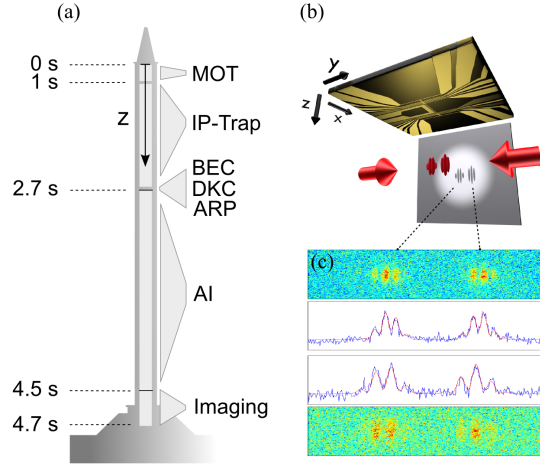 (a)
0 s
1 s
z
2.7 s
4.5 s
4.7 s
MOT
IP-Trap
BEC
DKC
ARP
AI
Imaging
(b)
y
z
x
(c)